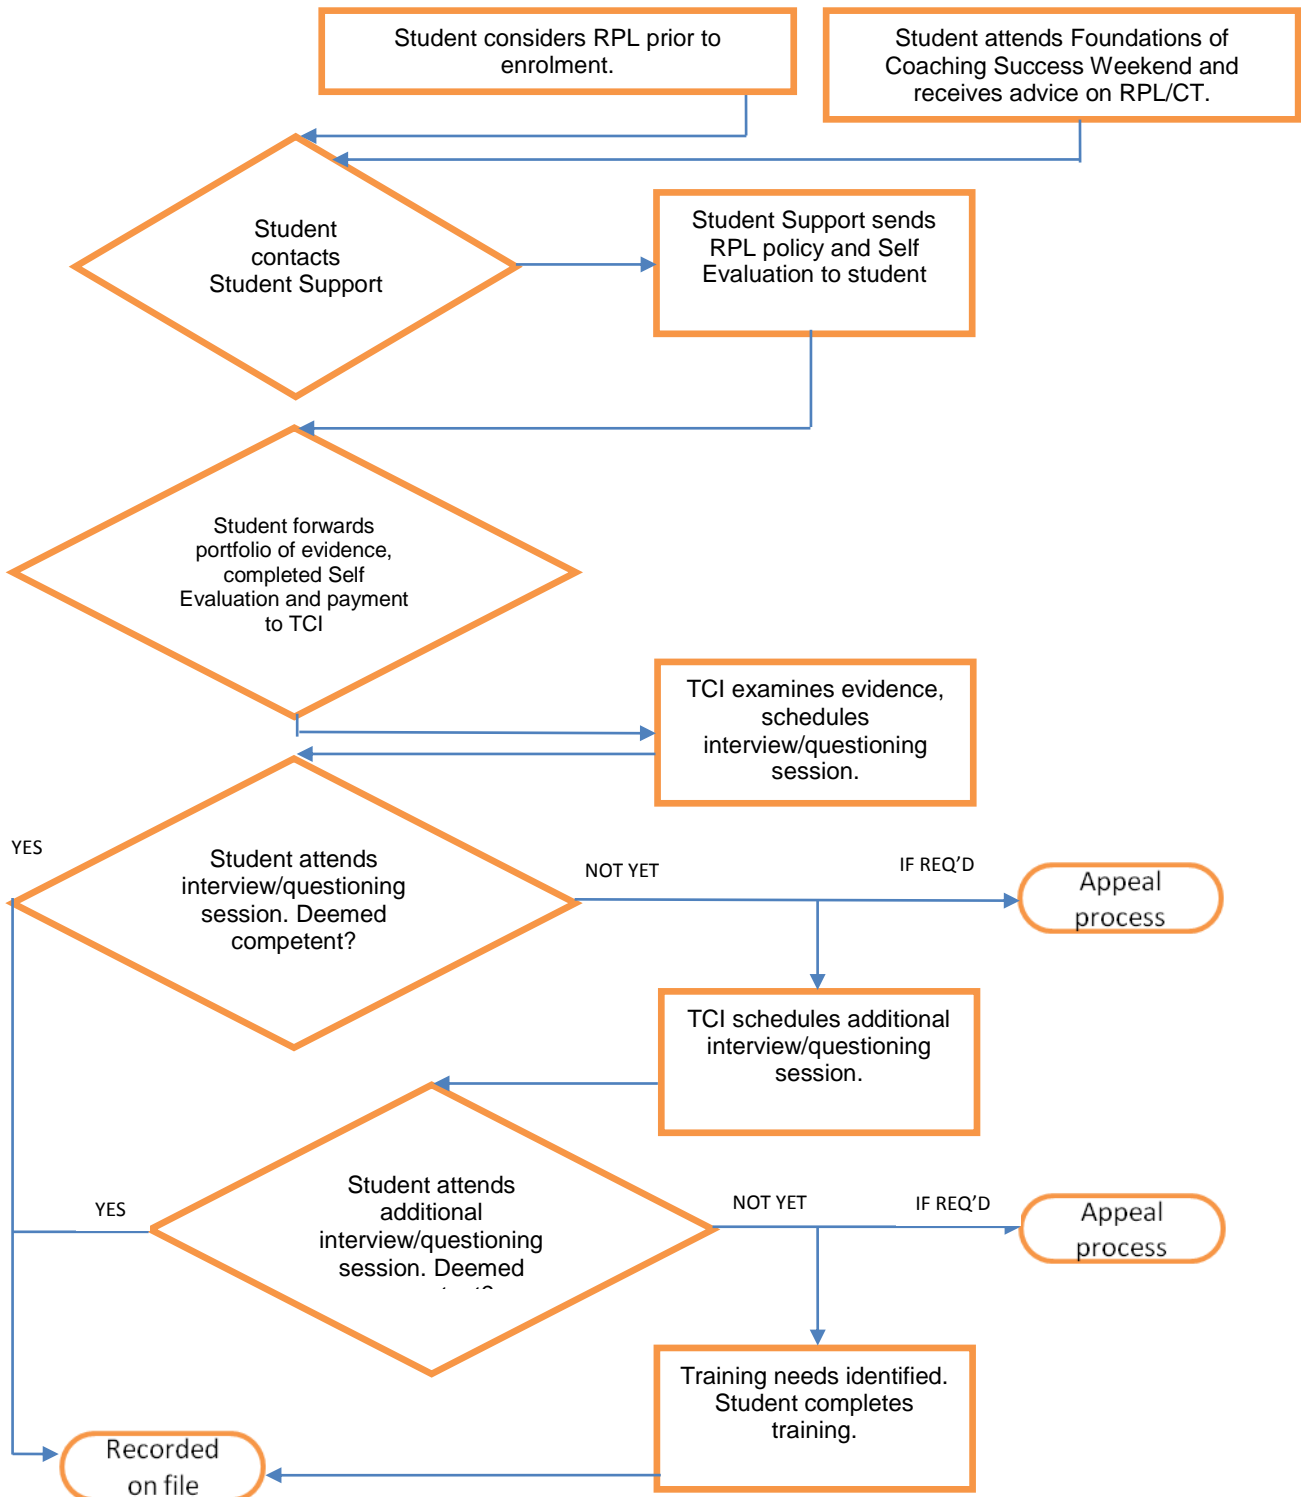 Student considers RPL prior to
enrolment.
Student attends Foundations of
Coaching Success Weekend and
receives advice on RPL/CT.
Student
contacts
Student Support
Student Support sends
RPL policy and Self
Evaluation to student
Student forwards
portfolio of evidence,
completed Self
Evaluation and payment
to TCI
TCI examines evidence,
schedules
interview/questioning
session.
YES
Student attends
interview/questioning
session. Deemed
competent?
NOT YET
IF REQ’D
Appeal
process
TCI schedules additional
interview/questioning
session.
YES
Student attends
additional
interview/questioning
session. Deemed
NOT YET
IF REQ’D
Appeal
process
Training needs identified.
Student completes
training.
Recorded
on file